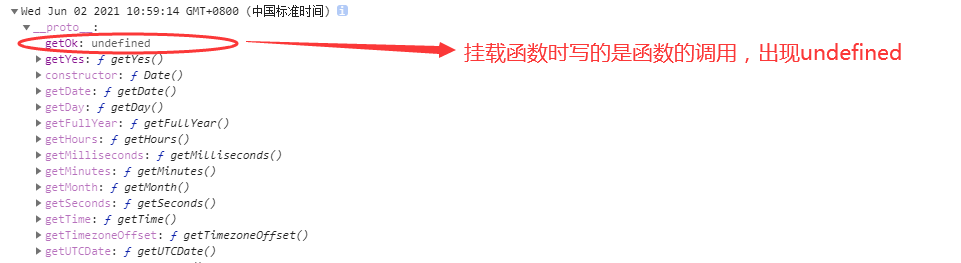 Wed Jun 02 2021 10:59:14 GMT+0800 (中国标准时间) i
__proto__:
getOk: undefined
挂载函数时写的是函数的调用，出现undefined
getYes: ƒ getYes()
constructor: ƒ Date()
getDate: ƒ getDate()
getDay: ƒ getDay()
getFullYear: ƒ getFullYear()
getHours: ƒ getHours()
getMilliseconds: ƒ getMilliseconds()
getMinutes: ƒ getMinutes()
getMonth: ƒ getMonth()
getSeconds: ƒ getSeconds()
getTime: ƒ getTime()
getTimezoneOffset: ƒ getTimezoneOffset()
getUTCDate: ƒ getUTCDate()